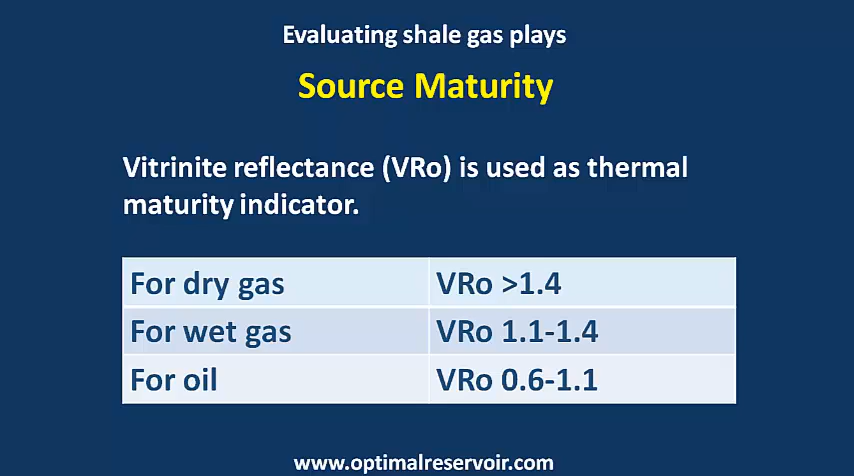 Evaluating shale gas plays
Source Maturity
Vitrinite reflectance (VRo) is used as thermal
maturity indicator.
For dry gas VRo >1.4
For wet gas VRo 1.1-1.4
For oil VRo 0.6-1.1
www.optimalreservoir.com